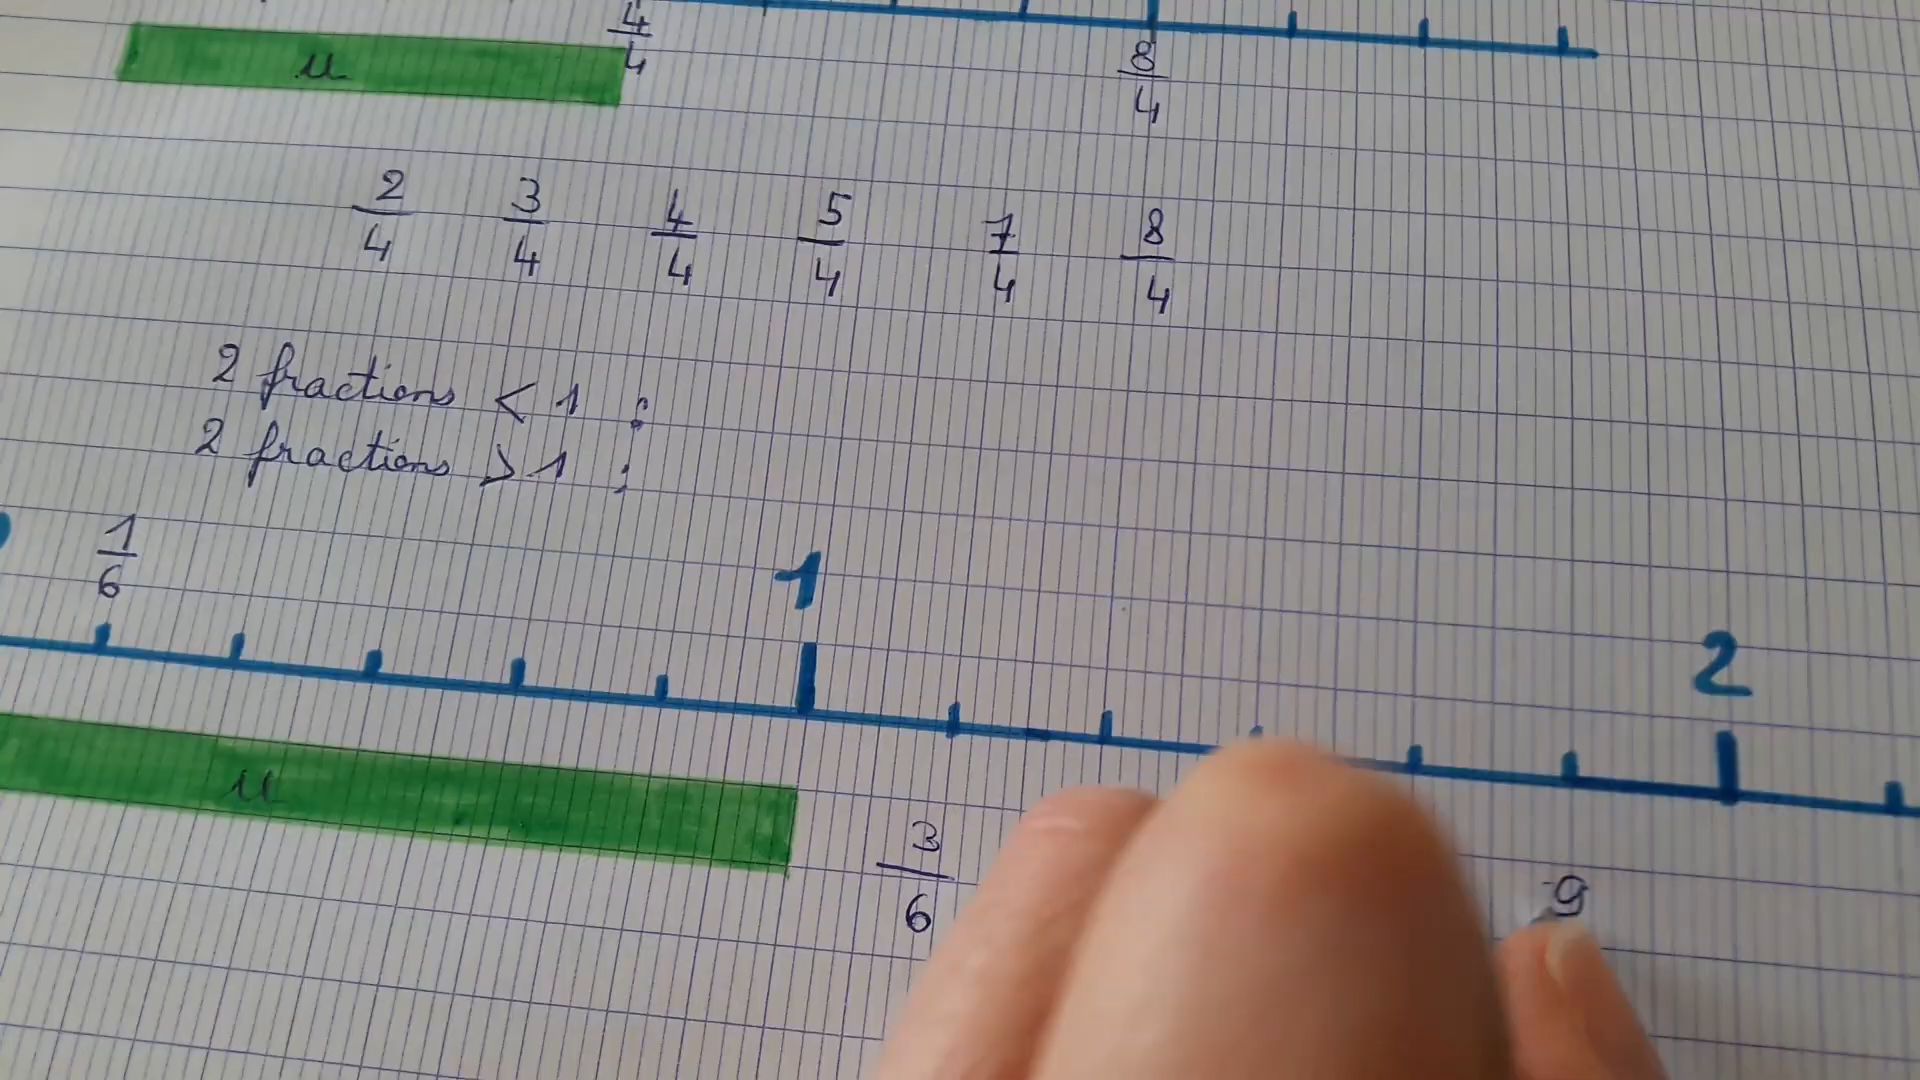 4/4
8/4
u
2/4 3/4 4/4 5/4 7/4 8/4
2 fractions < 1 :
2 fractions > 1 :
1/6
1
2
u
3/6
9